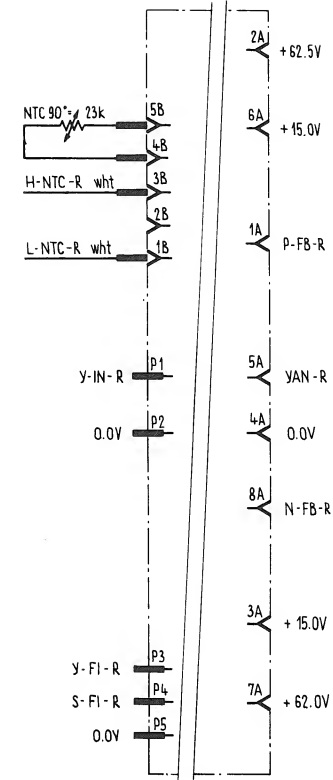 2A
+ 62.5V
NTC 90°= 23k
5B
6A
+ 15.0V
4B
H-NTC-R wht
3B
2B
1A
P-FB-R
L-NTC-R wht
1B
Y-IN-R
P1
5A
YAN-R
0.0V
P2
4A
0.0V
8A
N-FB-R
3A
+ 15.0V
Y-FI-R
P3
S-FI-R
P4
7A
+ 62.0V
0.0V
P5